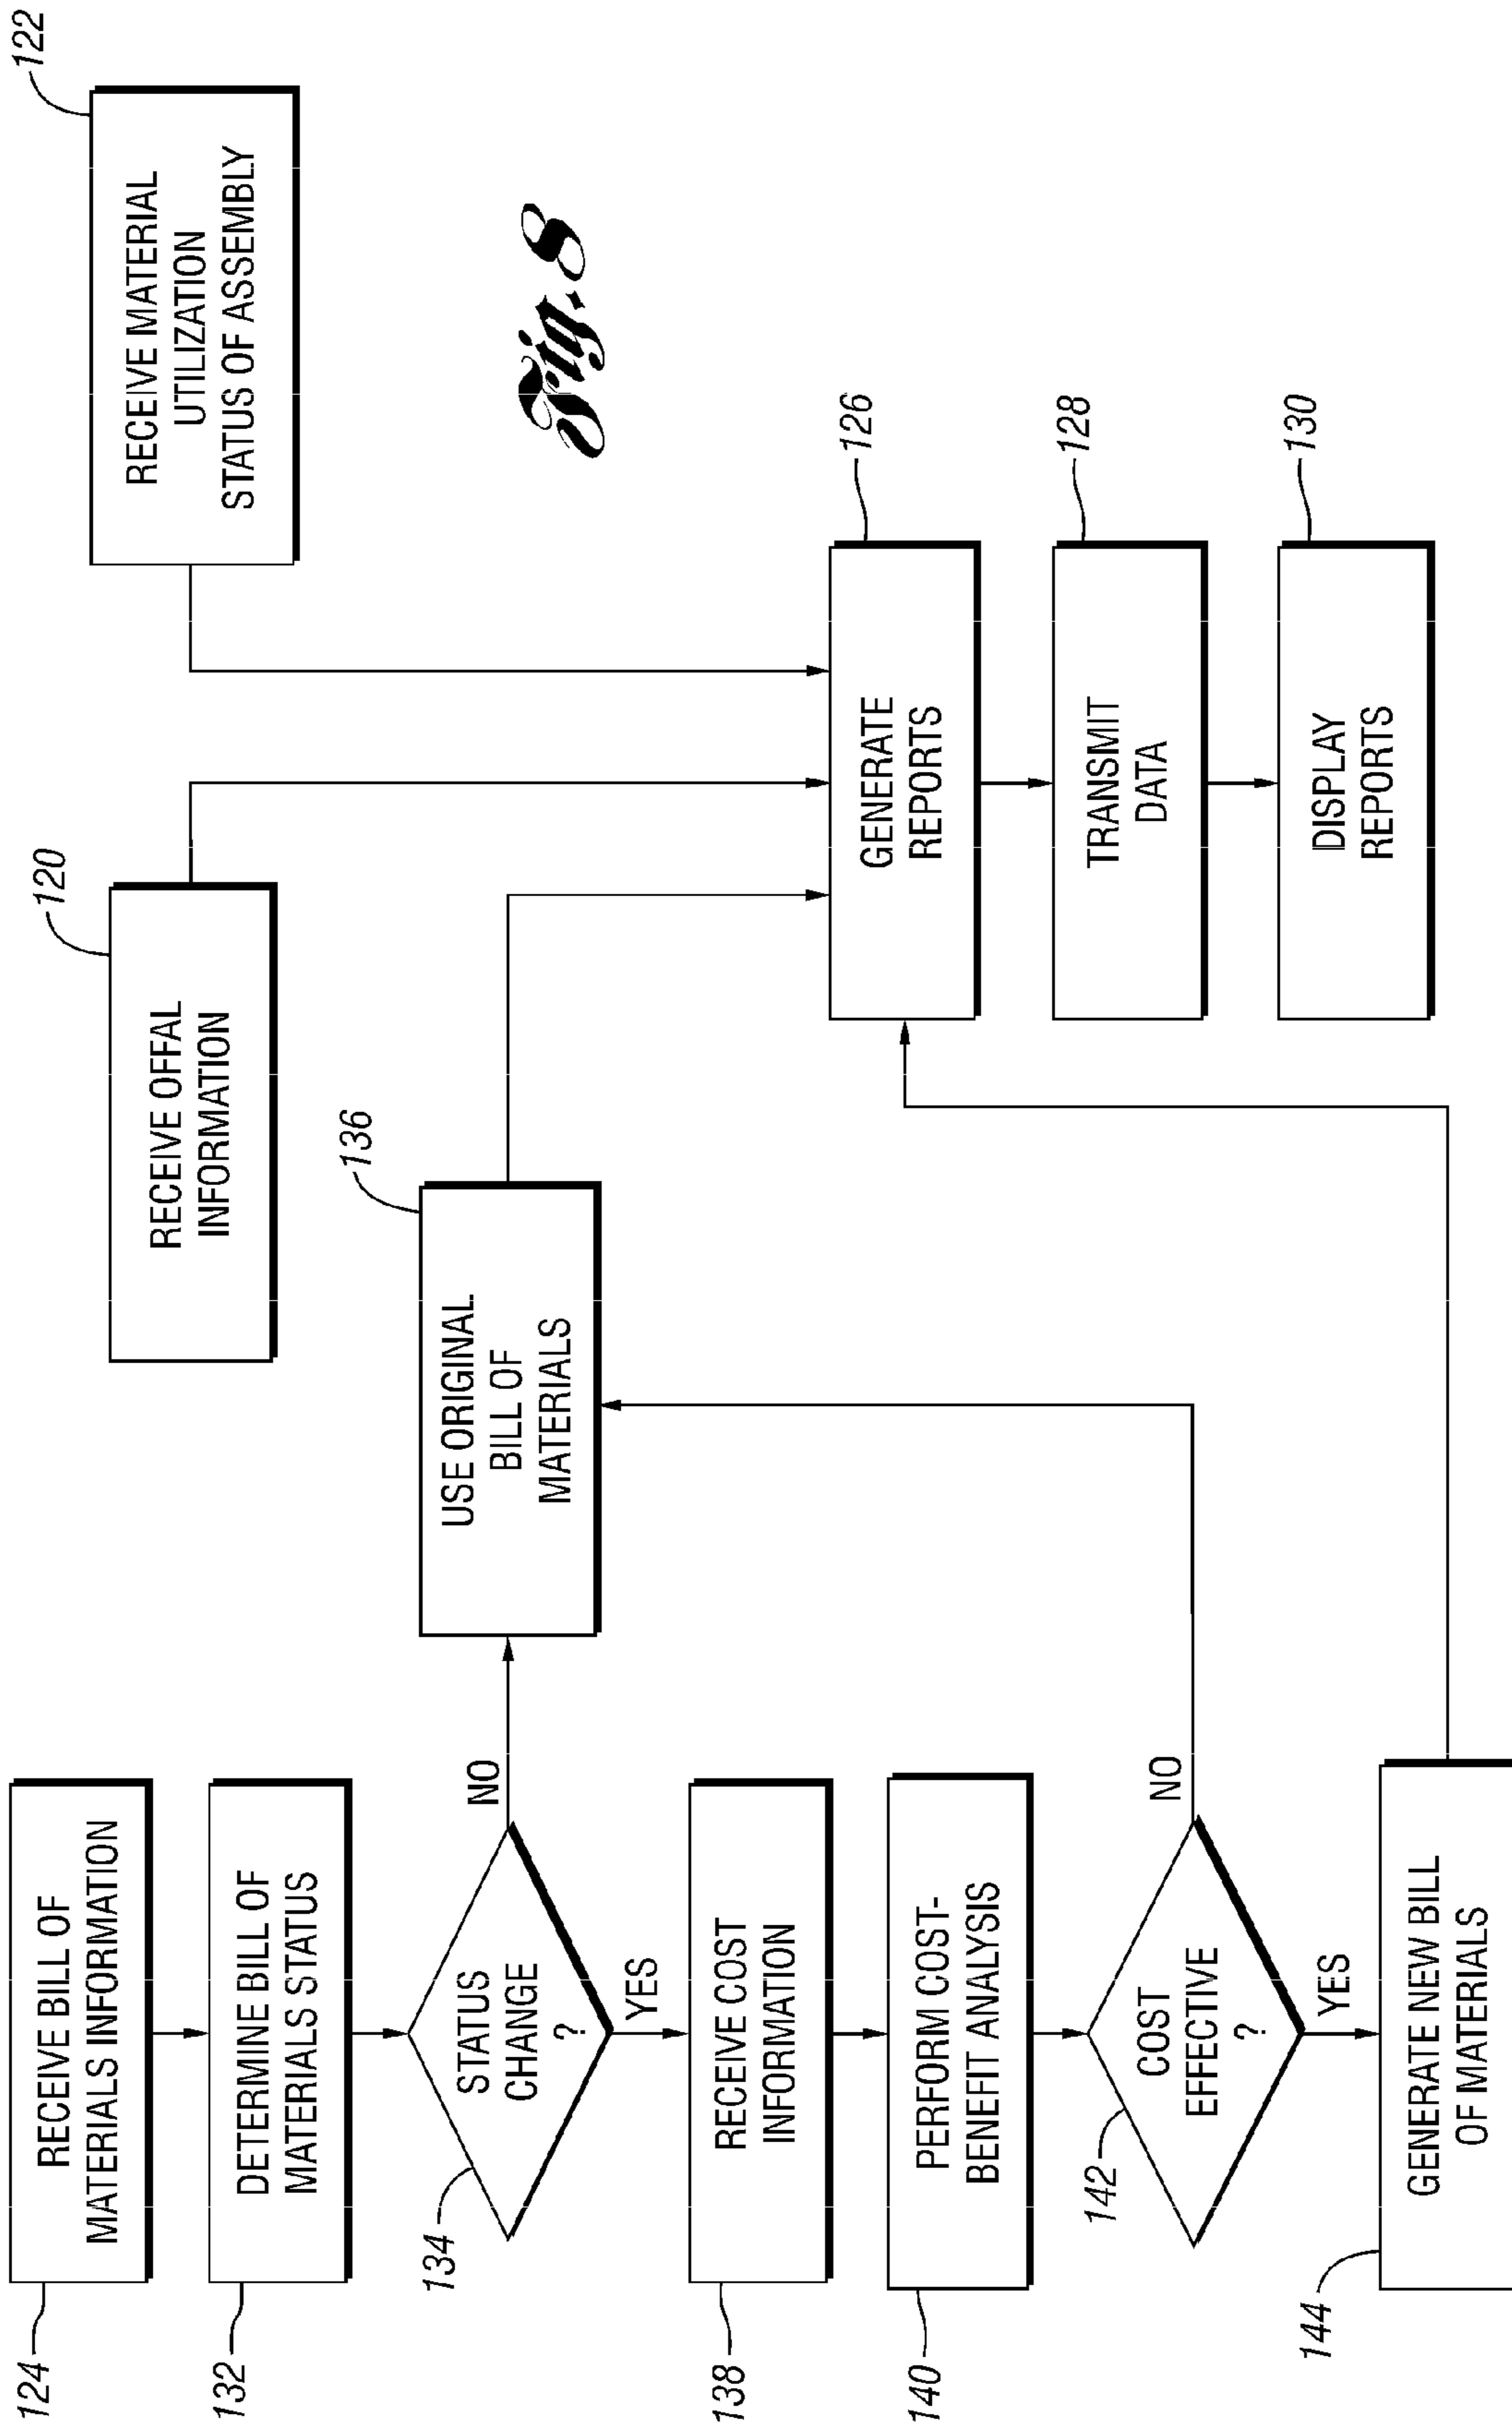 124
RECEIVE BILL OF
MATERIALS INFORMATION
132
DETERMINE BILL OF
MATERIALS STATUS
134
STATUS
CHANGE
?
NO
YES
138
RECEIVE COST
INFORMATION
140
PERFORM COST-
BENEFIT ANALYSIS
142
COST
EFFECTIVE
?
NO
YES
144
GENERATE NEW BILL
OF MATERIALS
136
USE ORIGINAL
BILL OF
MATERIALS
120
RECEIVE OFFAL
INFORMATION
122
RECEIVE MATERIAL
UTILIZATION
STATUS OF ASSEMBLY
126
GENERATE
REPORTS
128
TRANSMIT
DATA
130
DISPLAY
REPORTS
Fig. 8